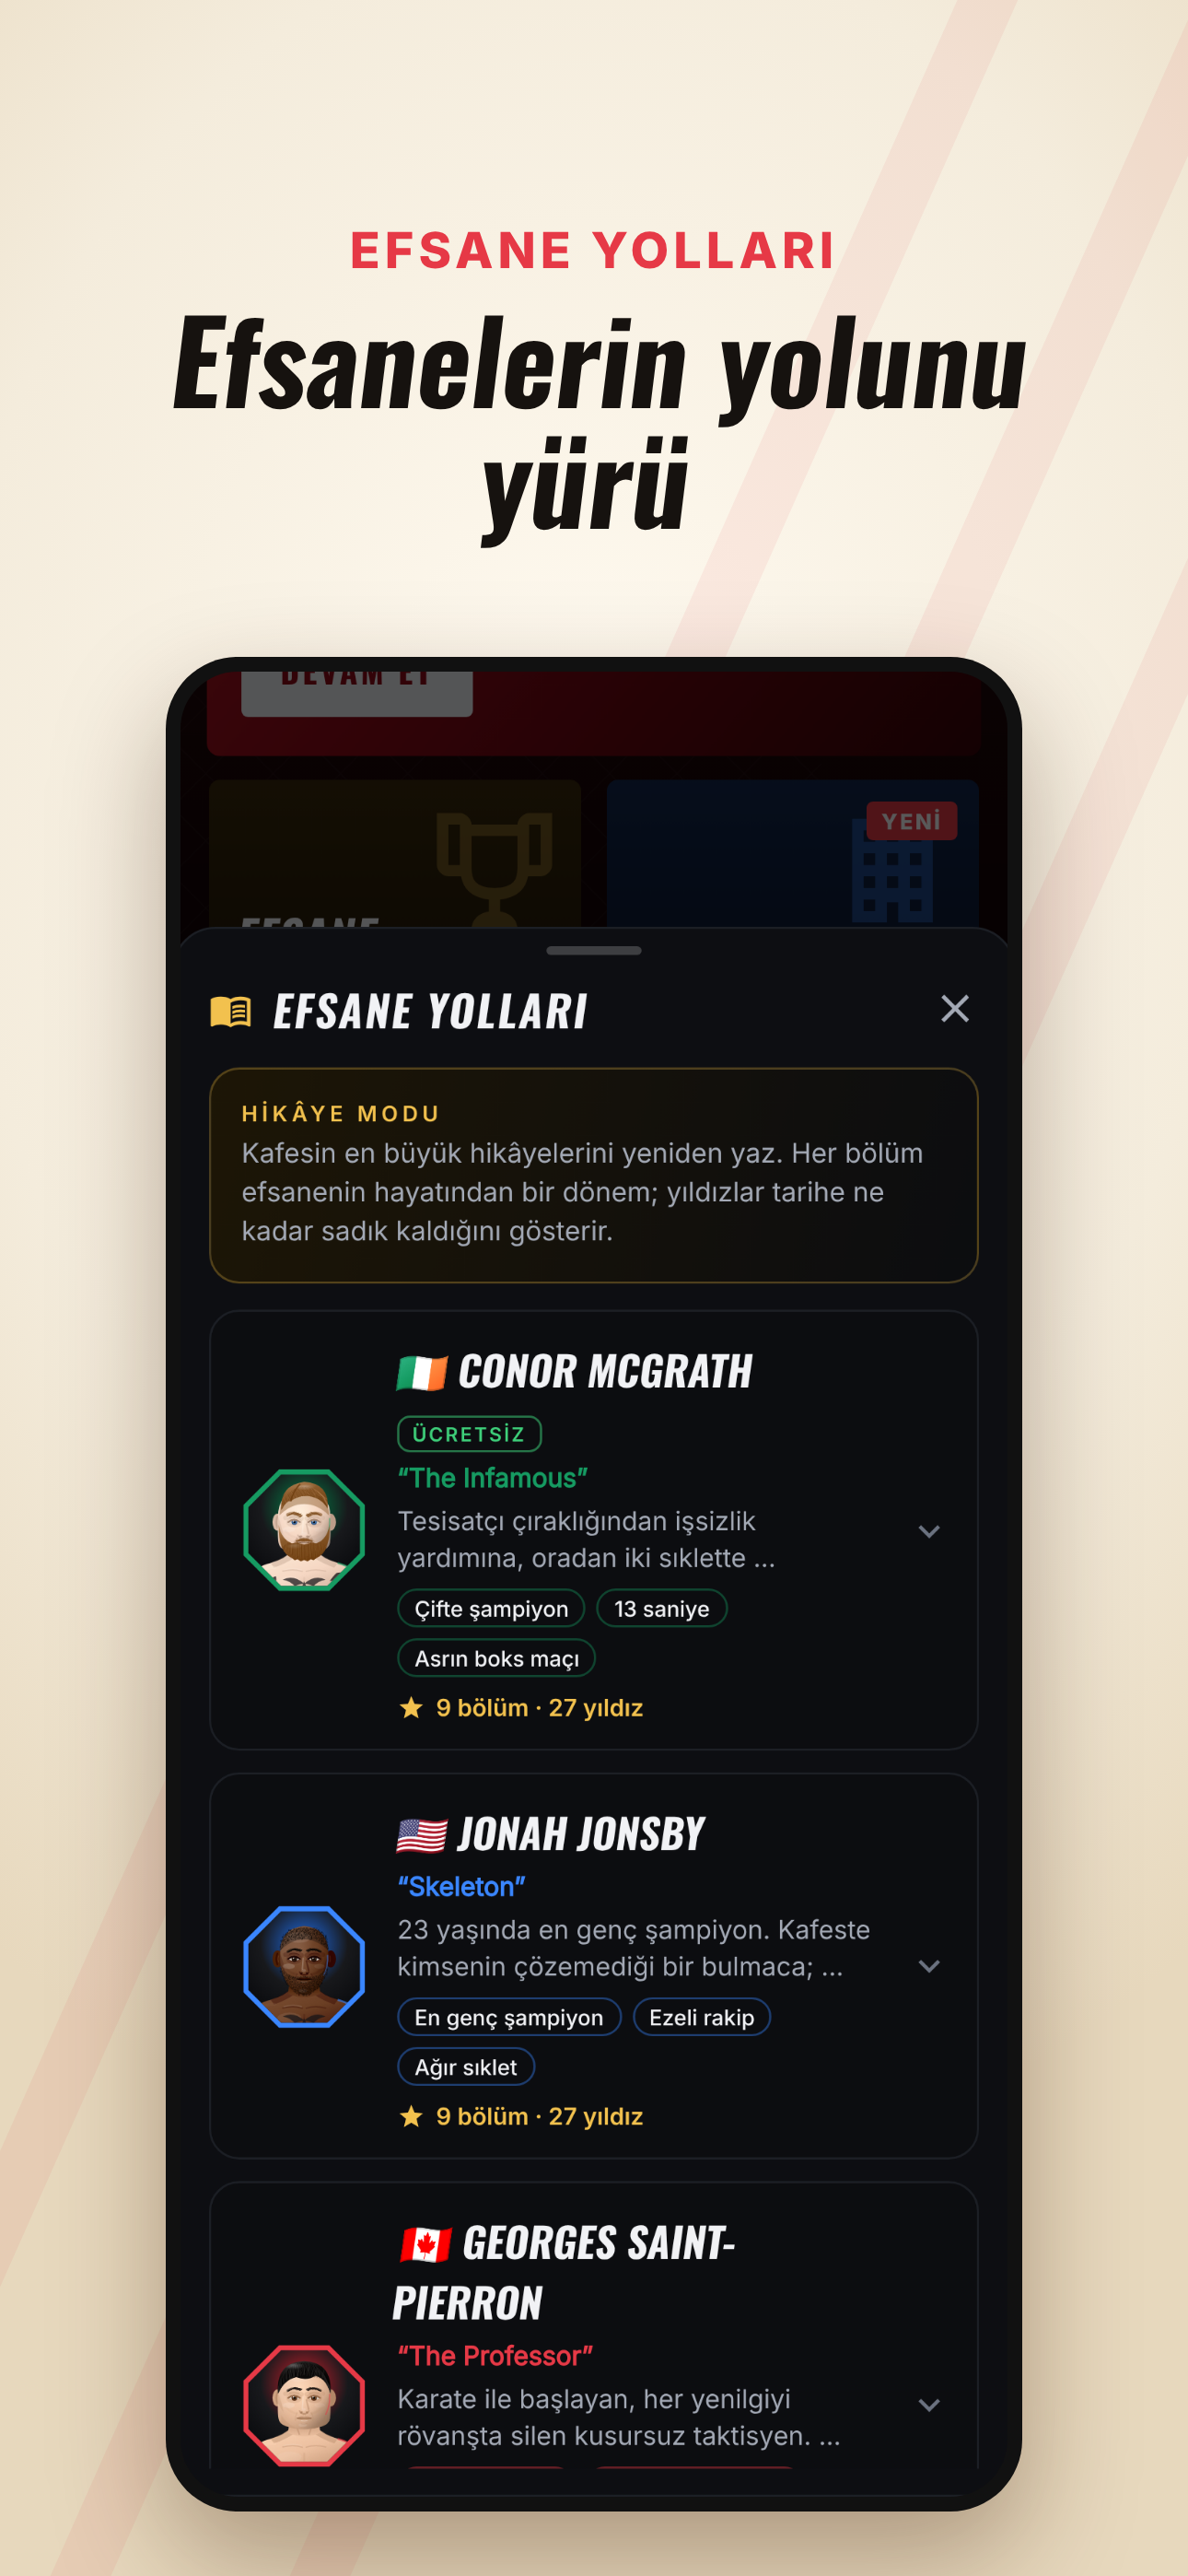 EFSANE YOLLARI
Efsanelerin yolunu
yürü
DEVAM ET
YENİ
EFSANE
EFSANE YOLLARI
HİKÂYE MODU
Kafesin en büyük hikâyelerini yeniden yaz. Her bölüm
efsanenin hayatından bir dönem; yıldızlar tarihe ne
kadar sadık kaldığını gösterir.
🇮🇪 CONOR MCGRATH
ÜCRETSİZ
“The Infamous”
Tesisatçı çıraklığından işsizlik
yardımına, oradan iki sıklette ...
Çifte şampiyon 13 saniye
Asrın boks maçı
9 bölüm · 27 yıldız
🇺🇸 JONAH JONSBY
“Skeleton”
23 yaşında en genç şampiyon. Kafeste
kimsenin çözemediği bir bulmaca; ...
En genç şampiyon Ezeli rakip
Ağır sıklet
9 bölüm · 27 yıldız
🇨🇦 GEORGES SAINT-
PIERRON
“The Professor”
Karate ile başlayan, her yenilgiyi
rövanşta silen kusursuz taktisyen. ...